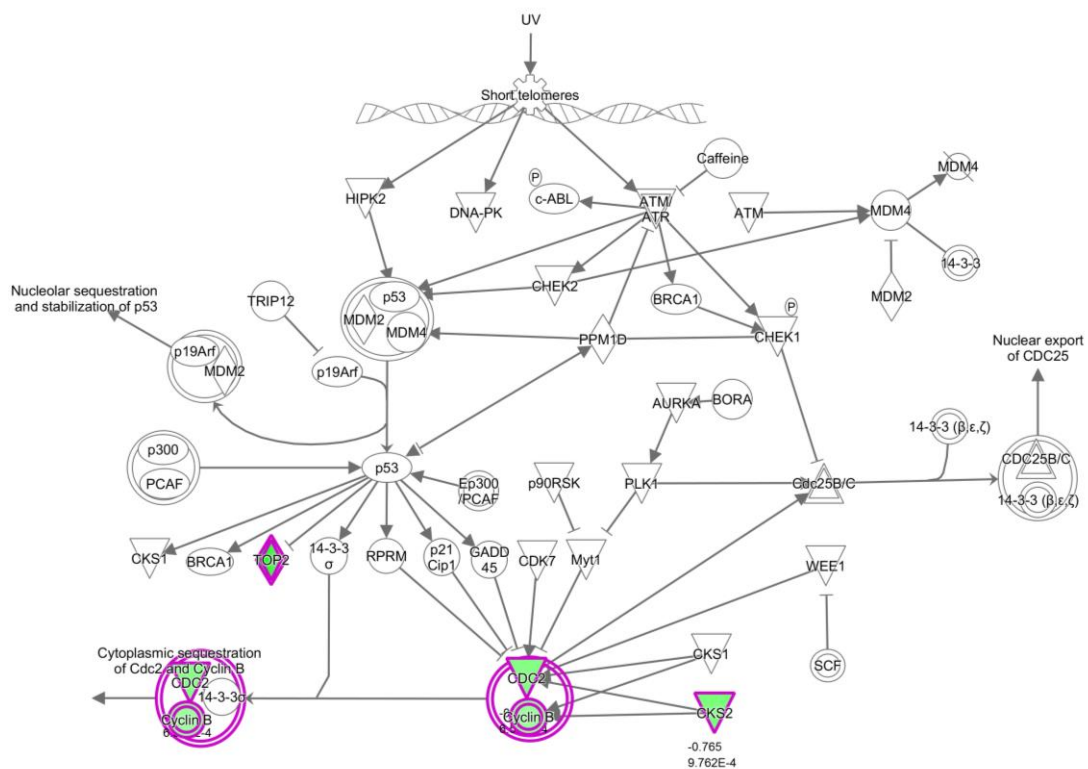 UV
Short telomeres
Caffeine
MDM4
P
c-ABL
HIPK2
DNA-PK
ATM
ATR
ATM
MDM4
14-3-3
Nucleolar sequestration
and stabilization of p53
TRIP12
p53
MDM2
MDM4
CHEK2
BRCA1
MDM2
P
CHEK1
PPM1D
Nuclear export
of CDC25
p19Arf
MDM2
p19Arf
AURKA
BORA
14-3-3 (β,ε,ζ)
p300
PCAF
p53
Ep300
/PCAF
p90RSK
PLK1
Cdc25B/C
CDC25B/C
14-3-3 (β,ε,ζ)
CKS1
BRCA1
TOP2
14-3-3
σ
RPRM
p21
Cip1
GADD
45
CDK7
Myt1
WEE1
Cytoplasmic sequestration
of Cdc2 and Cyclin B
CDC2
14-3-3σ
Cyclin B
CDC2
Cyclin B
CKS1
SCF
CKS2
-0.765
9.762E-4